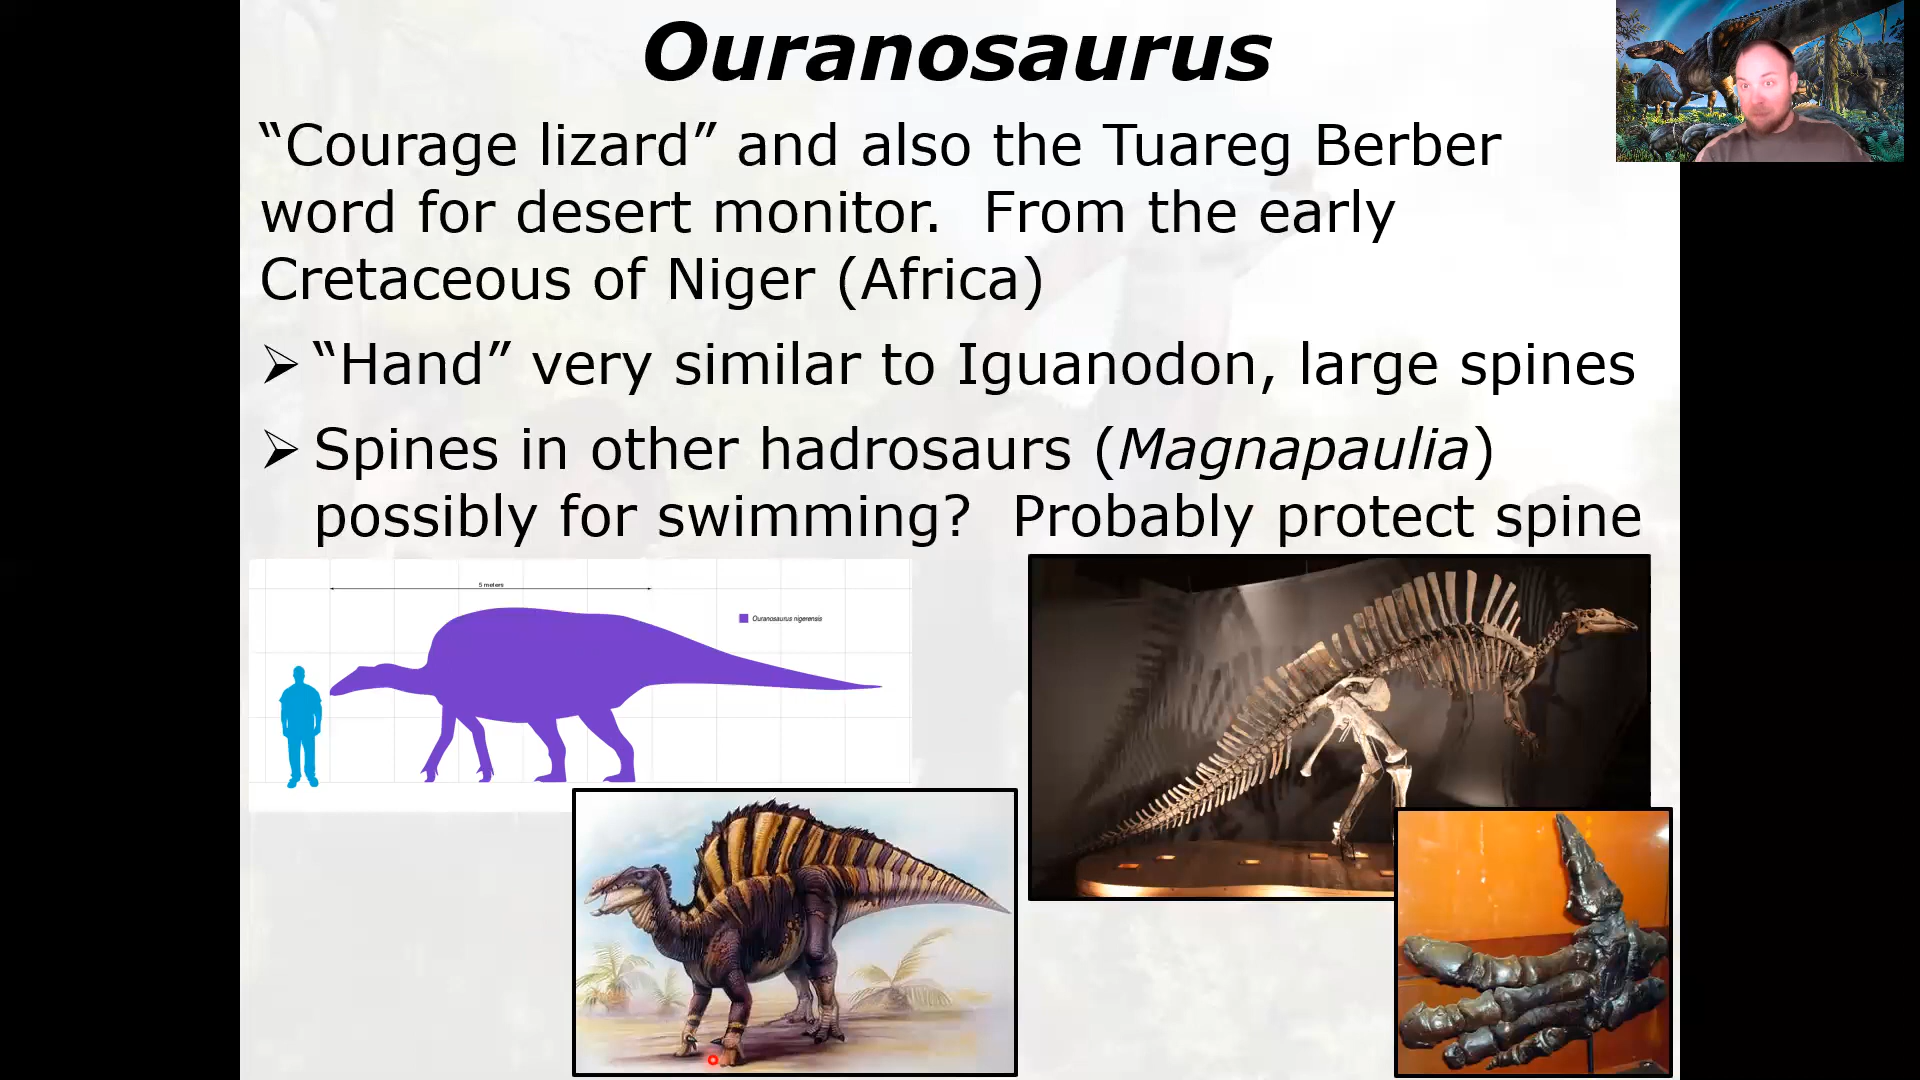 Ouranosaurus
“Courage lizard” and also the Tuareg Berber
word for desert monitor.  From the early
Cretaceous of Niger (Africa)
➢ “Hand” very similar to Iguanodon, large spines
➢ Spines in other hadrosaurs (Magnapaulia)
possibly for swimming?  Probably protect spine
5 meters
Ouranosaurus nigerensis